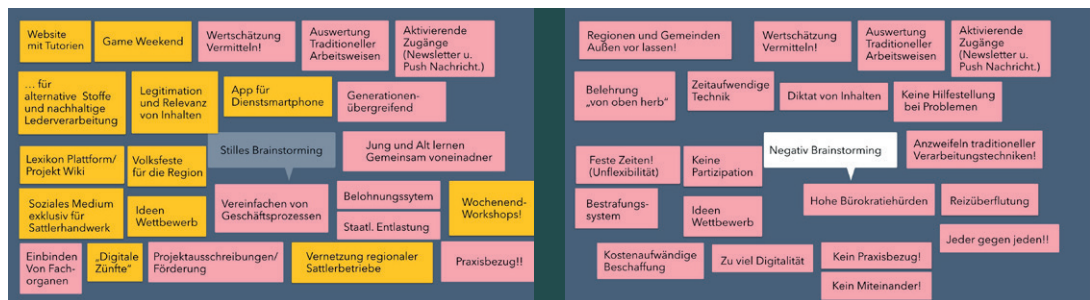 Website
mit Tutorien
Game Weekend
Wertschätzung
Vermitteln!
Auswertung
Traditioneller
Arbeitsweisen
Aktivierende
Zugänge
(Newsletter u.
Push Nachricht.)
... für
alternative Stoffe
und nachhaltige
Lederverarbeitung
Legitimation
und Relevanz
von Inhalten
App für
Dienstsmartphone
Generationen-
übergreifend
Stilles Brainstorming
Jung und Alt lernen
Gemeinsam voneinadner
Lexikon Plattform/
Projekt Wiki
Volksfeste
für die Region
Soziales Medium
exklusiv für
Sattlerhandwerk
Ideen
Wettbewerb
Vereinfachen von
Geschäftsprozessen
Belohnungssytem
Staatl. Entlastung
Wochenend-
Workshops!
Einbinden
Von Fach-
organen
„Digitale
Zünfte“
Projektausschreibungen/
Förderung
Vernetzung regionaler
Sattlerbetriebe
Praxisbezug!!
Regionen und Gemeinden
Außen vor lassen!
Wertschätzung
Vermitteln!
Auswertung
Traditioneller
Arbeitsweisen
Aktivierende
Zugänge
(Newsletter u.
Push Nachricht.)
Belehrung
„von oben herb“
Zeitaufwendige
Technik
Diktat von Inhalten
Keine Hilfestellung
bei Problemen
Negativ Brainstorming
Anzweifeln traditioneller
Verarbeitungstechniken!
Feste Zeiten!
(Unflexibilität)
Keine
Partizipation
Bestrafungs-
system
Ideen
Wettbewerb
Hohe Bürokratiehürden
Reizüberflutung
Jeder gegen jeden!!
Kostenaufwändige
Beschaffung
Zu viel Digitalität
Kein Praxisbezug!
Kein Miteinander!